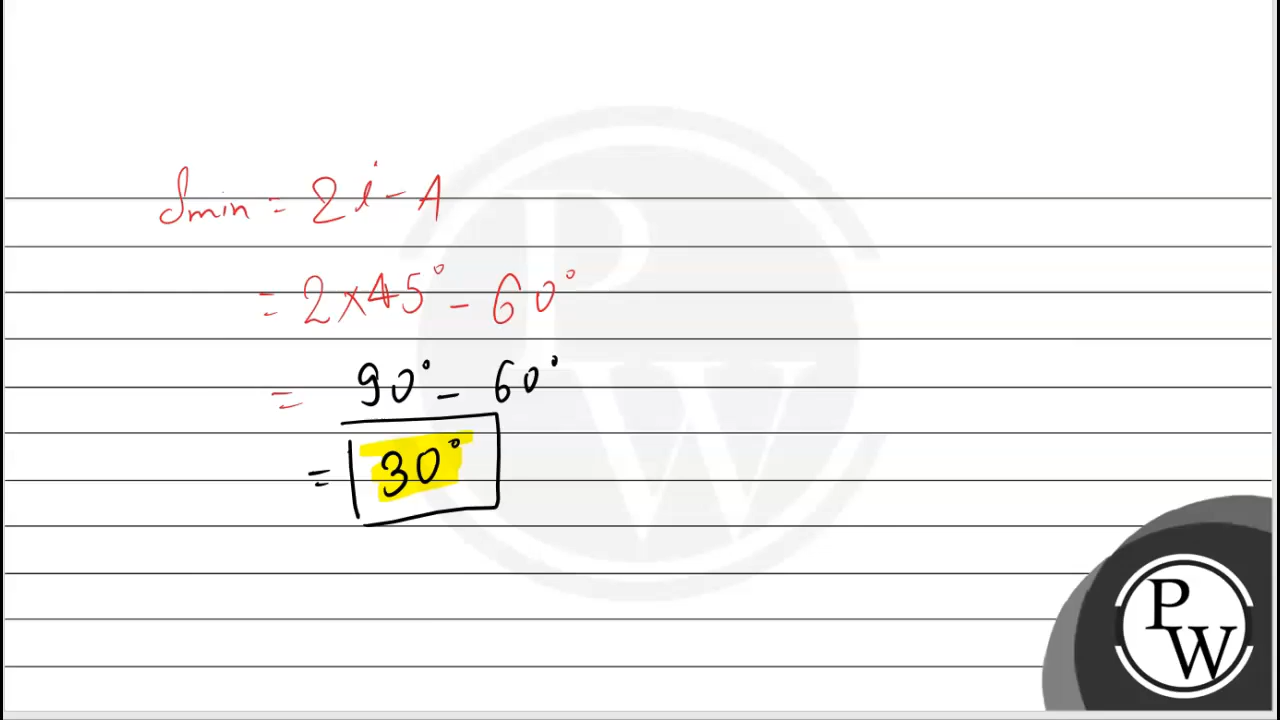 δmin = 2i - A
= 2×45° - 60°
= 90° - 60°
= 30°
P
W
P
W